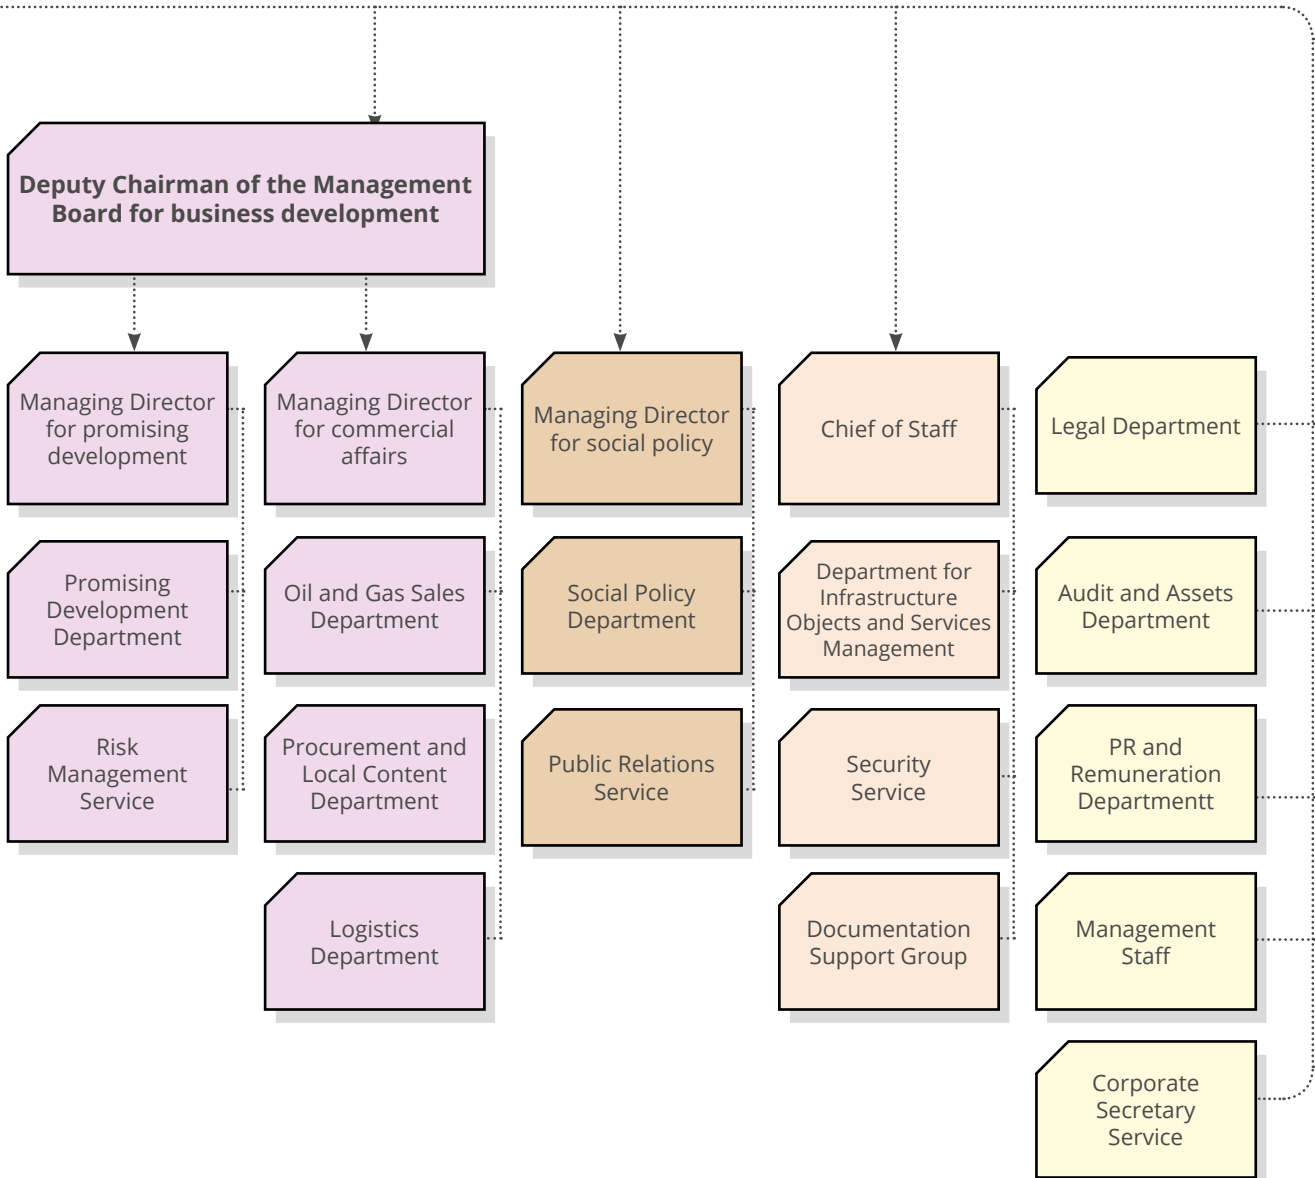 Deputy Chairman of the Management
Board for business development
Managing Director
for promising
development
Managing Director
for commercial
affairs
Managing Director
for social policy
Chief of Staff
Legal Department
Promising
Development
Department
Oil and Gas Sales
Department
Social Policy
Department
Department for
Infrastructure
Objects and Services
Management
Audit and Assets
Department
Risk
Management
Service
Procurement and
Local Content
Department
Public Relations
Service
Security
Service
PR and
Remuneration
Departmentt
Logistics
Department
Documentation
Support Group
Management
Staff
Corporate
Secretary
Service